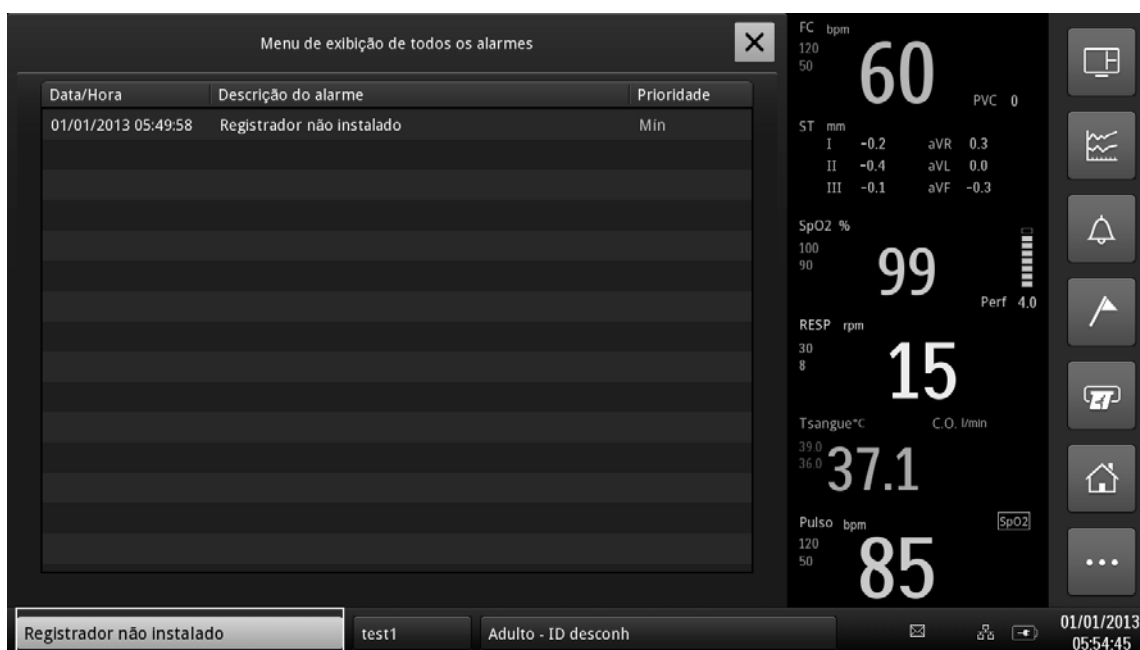 Menu de exibição de todos os alarmes
Data/Hora Descrição do alarme Prioridade
01/01/2013 05:49:58 Registrador não instalado Mín
FC bpm
120
50
60
PVC 0
ST mm
I -0.2 aVR 0.3
II -0.4 aVL 0.0
III -0.1 aVF -0.3
SpO2 %
100
90
99
Perf 4.0
RESP rpm
30
8
15
Tsangue°C C.O. l/min
39.0
36.0
37.1
Pulso bpm SpO2
120
50
85
Registrador não instalado test1 Adulto - ID desconh 01/01/2013
05:54:45